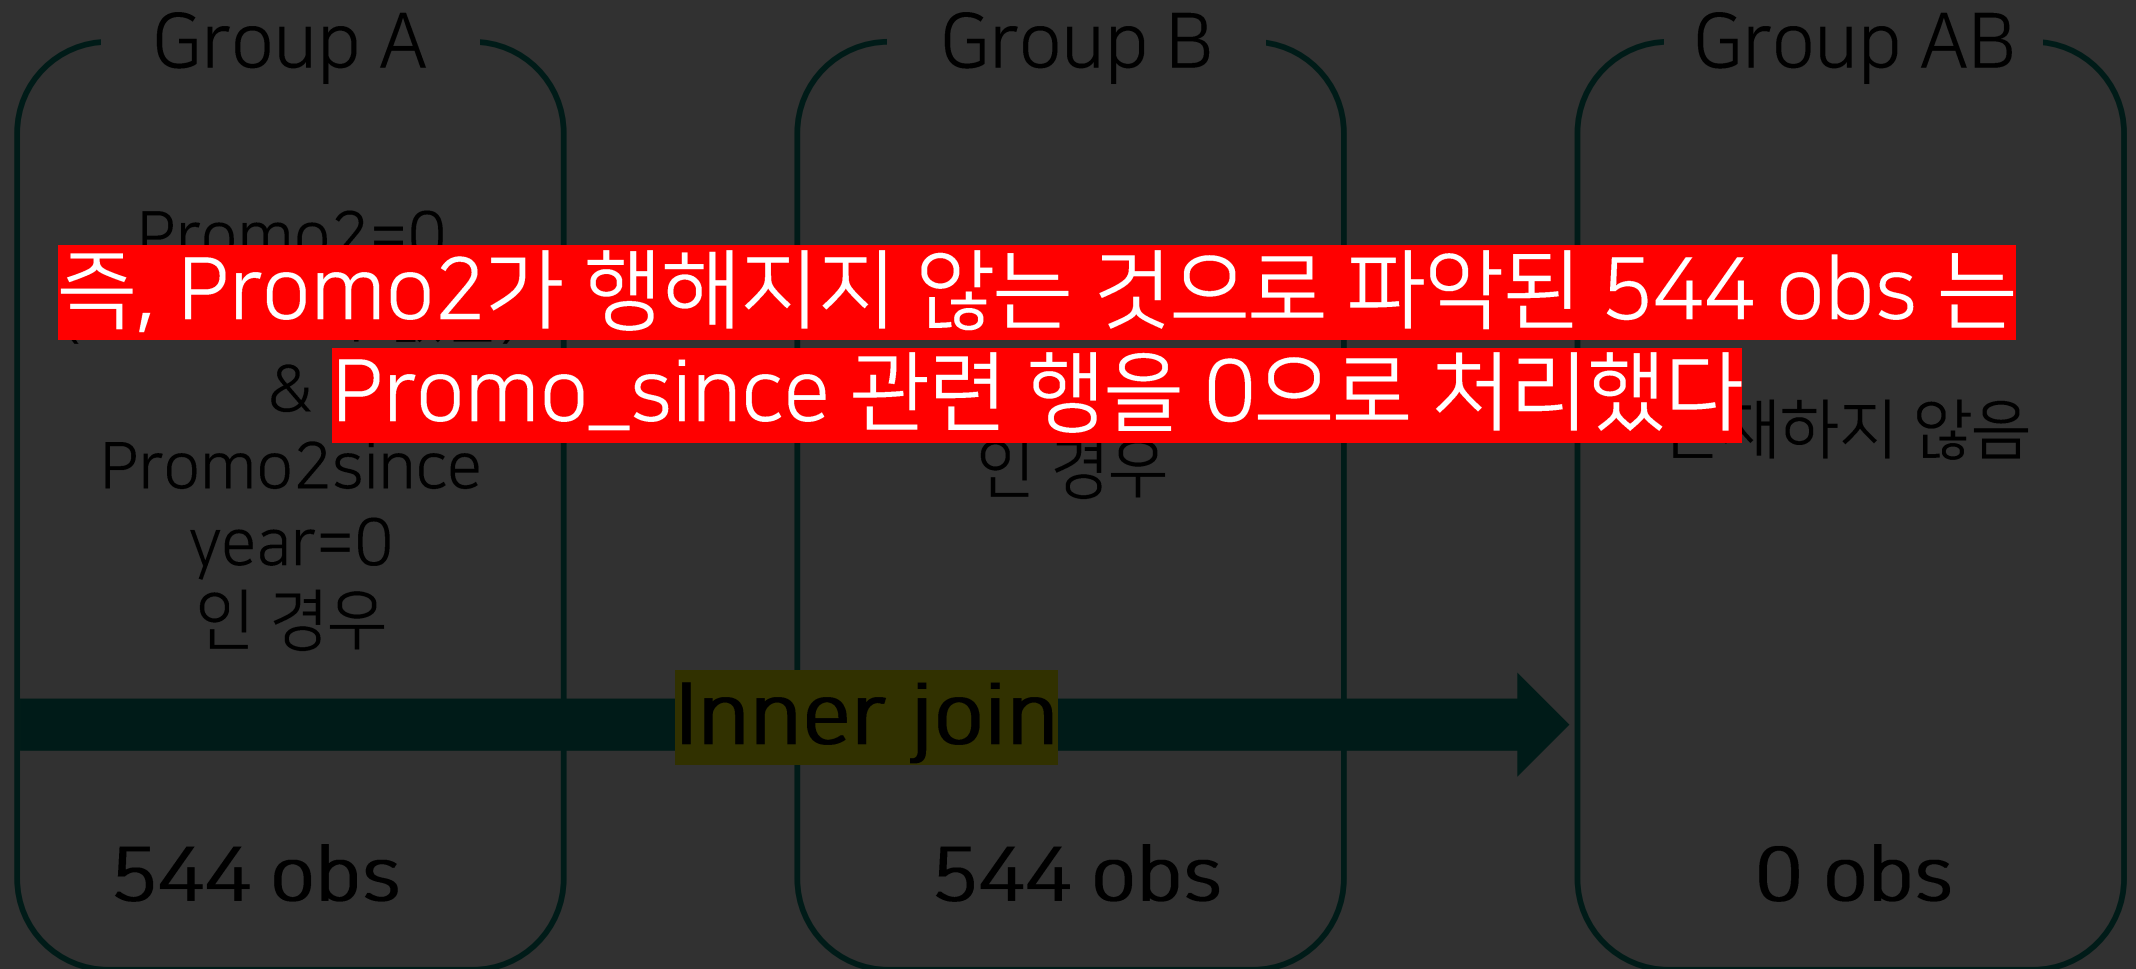 Group A
Group B
Group AB
Promo2=0
즉, Promo2가 행해지지 않는 것으로 파악된 544 obs 는
Promo_since 관련 행을 0으로 처리했다
&
Promo2since
year=0
인 경우
인 경우
않음
Inner join
544 obs
544 obs
0 obs